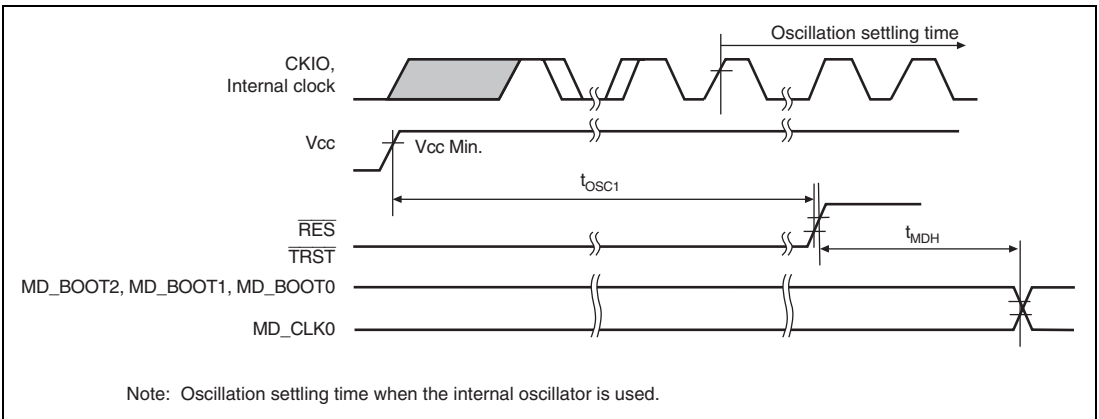 Oscillation settling time
CKIO,
Internal clock
Vcc
Vcc Min.
tOSC1
RES
TRST
tMDH
MD_BOOT2, MD_BOOT1, MD_BOOT0
MD_CLK0
Note: Oscillation settling time when the internal oscillator is used.